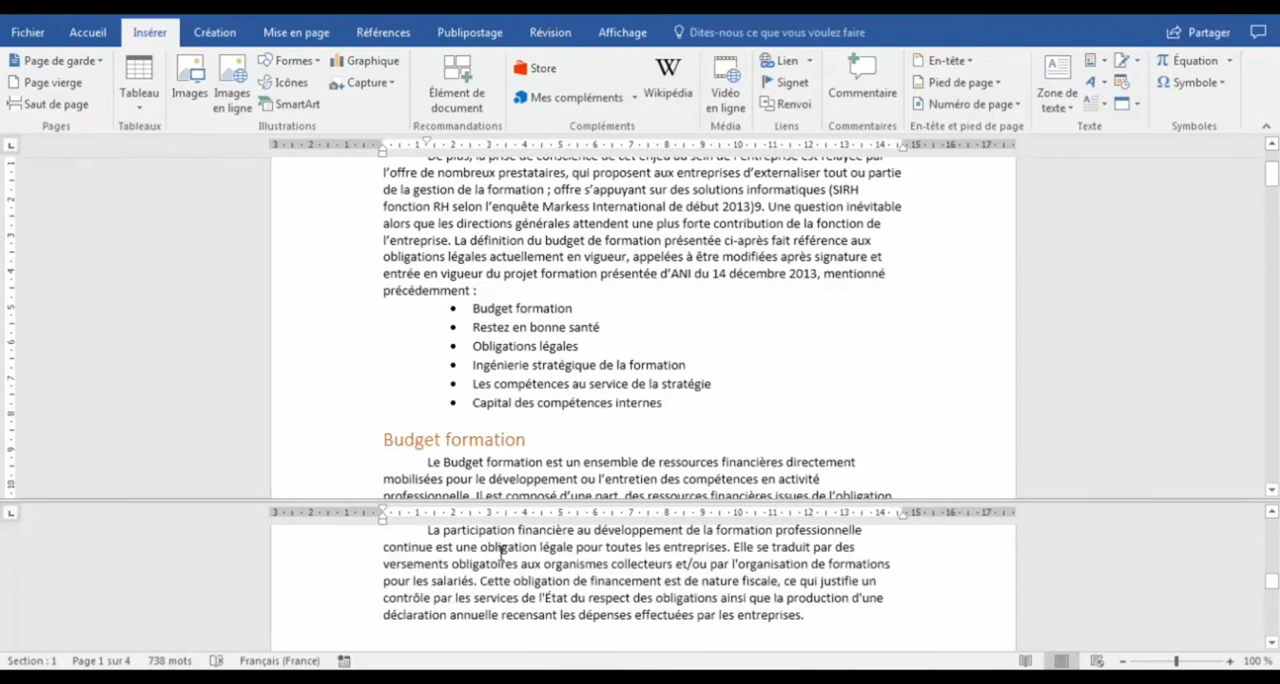 Fichier Accueil Insérer Création Mise en page Références Publipostage Révision Affichage Dites-nous ce que vous voulez faire Partager
Page de garde
Page vierge
Saut de page
Pages
Tableau
Tableaux
Images
Images en ligne
Formes
Icônes
SmartArt
Graphique
Capture
Illustrations
Élément de document
Recommandations
Store
Mes compléments
Wikipédia
Compléments
Vidéo en ligne
Média
Lien
Signet
Renvoi
Liens
Commentaire
Commentaires
En-tête
Pied de page
Numéro de page
En-tête et pied de page
Zone de texte
Texte
Équation
Symbole
Symboles
De plus, la prise de conscience de cet enjeu au sein de l'entreprise est relayée par
l'offre de nombreux prestataires, qui proposent aux entreprises d'externaliser tout ou partie
de la gestion de la formation ; offre s'appuyant sur des solutions informatiques (SIRH
fonction RH selon l'enquête Markess International de début 2013)9. Une question inévitable
alors que les directions générales attendent une plus forte contribution de la fonction de
l'entreprise. La définition du budget de formation présentée ci-après fait référence aux
obligations légales actuellement en vigueur, appelées à être modifiées après signature et
entrée en vigueur du projet formation présentée d'ANI du 14 décembre 2013, mentionné
précédemment :
• Budget formation
• Restez en bonne santé
• Obligations légales
• Ingénierie stratégique de la formation
• Les compétences au service de la stratégie
• Capital des compétences internes
Budget formation
Le Budget formation est un ensemble de ressources financières directement
mobilisées pour le développement ou l'entretien des compétences en activité
professionnelle. Il est composé d'une part, des ressources financières issues de l'obligation
La participation financière au développement de la formation professionnelle
continue est une obligation légale pour toutes les entreprises. Elle se traduit par des
versements obligatoires aux organismes collecteurs et/ou par l'organisation de formations
pour les salariés. Cette obligation de financement est de nature fiscale, ce qui justifie un
contrôle par les services de l'État du respect des obligations ainsi que la production d'une
déclaration annuelle recensant les dépenses effectuées par les entreprises.
Section : 1 Page 1 sur 4 738 mots Français (France) 100 %